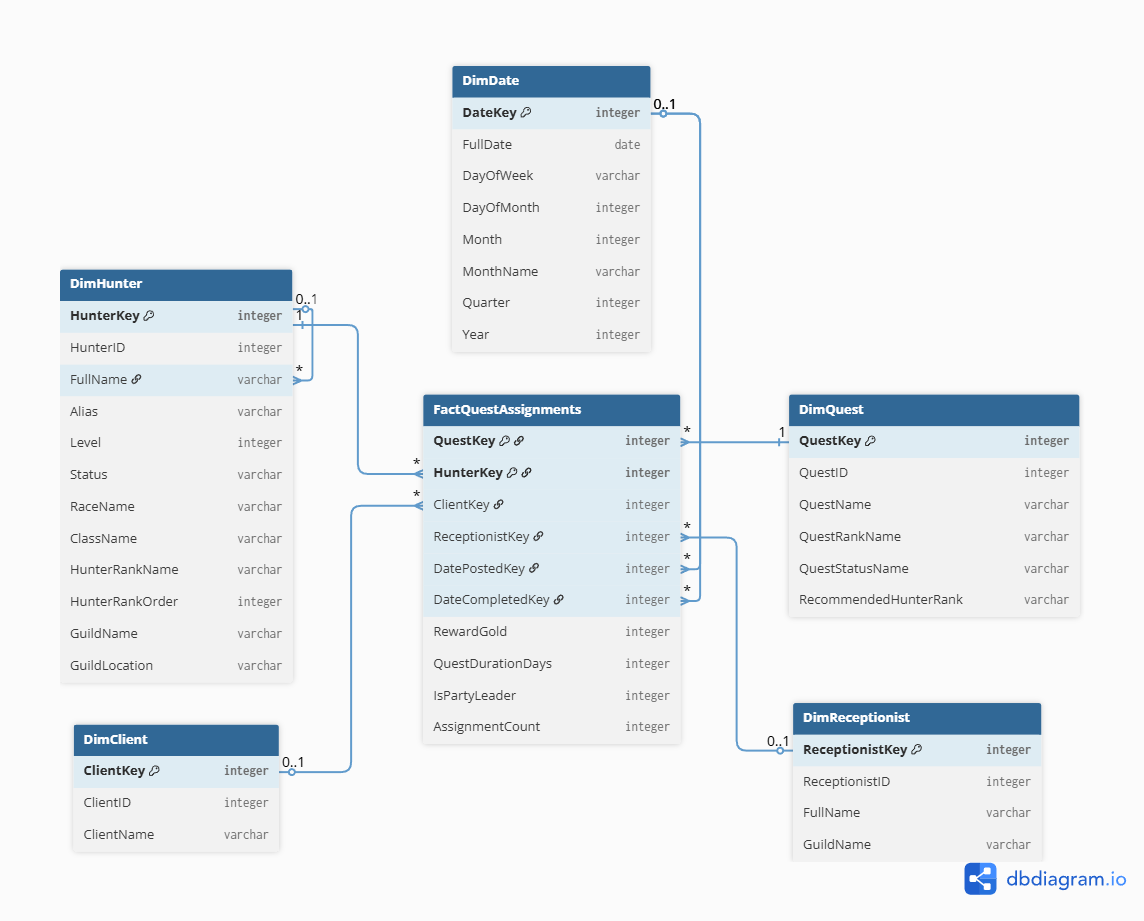 DimDate
DateKey integer
FullDate date
DayOfWeek varchar
DayOfMonth integer
Month integer
MonthName varchar
Quarter integer
Year integer
0..1
DimHunter
HunterKey integer
HunterID integer
FullName varchar
Alias varchar
Level integer
Status varchar
RaceName varchar
ClassName varchar
HunterRankName varchar
HunterRankOrder integer
GuildName varchar
GuildLocation varchar
0..1
1
*
FactQuestAssignments
QuestKey integer
HunterKey integer
ClientKey integer
ReceptionistKey integer
DatePostedKey integer
DateCompletedKey integer
RewardGold integer
QuestDurationDays integer
IsPartyLeader integer
AssignmentCount integer
*
*
*
*
*
*
1
DimQuest
QuestKey integer
QuestID integer
QuestName varchar
QuestRankName varchar
QuestStatusName varchar
RecommendedHunterRank varchar
DimClient
ClientKey integer
ClientID integer
ClientName varchar
0..1
0..1
DimReceptionist
ReceptionistKey integer
ReceptionistID integer
FullName varchar
GuildName varchar
dbdiagram.io